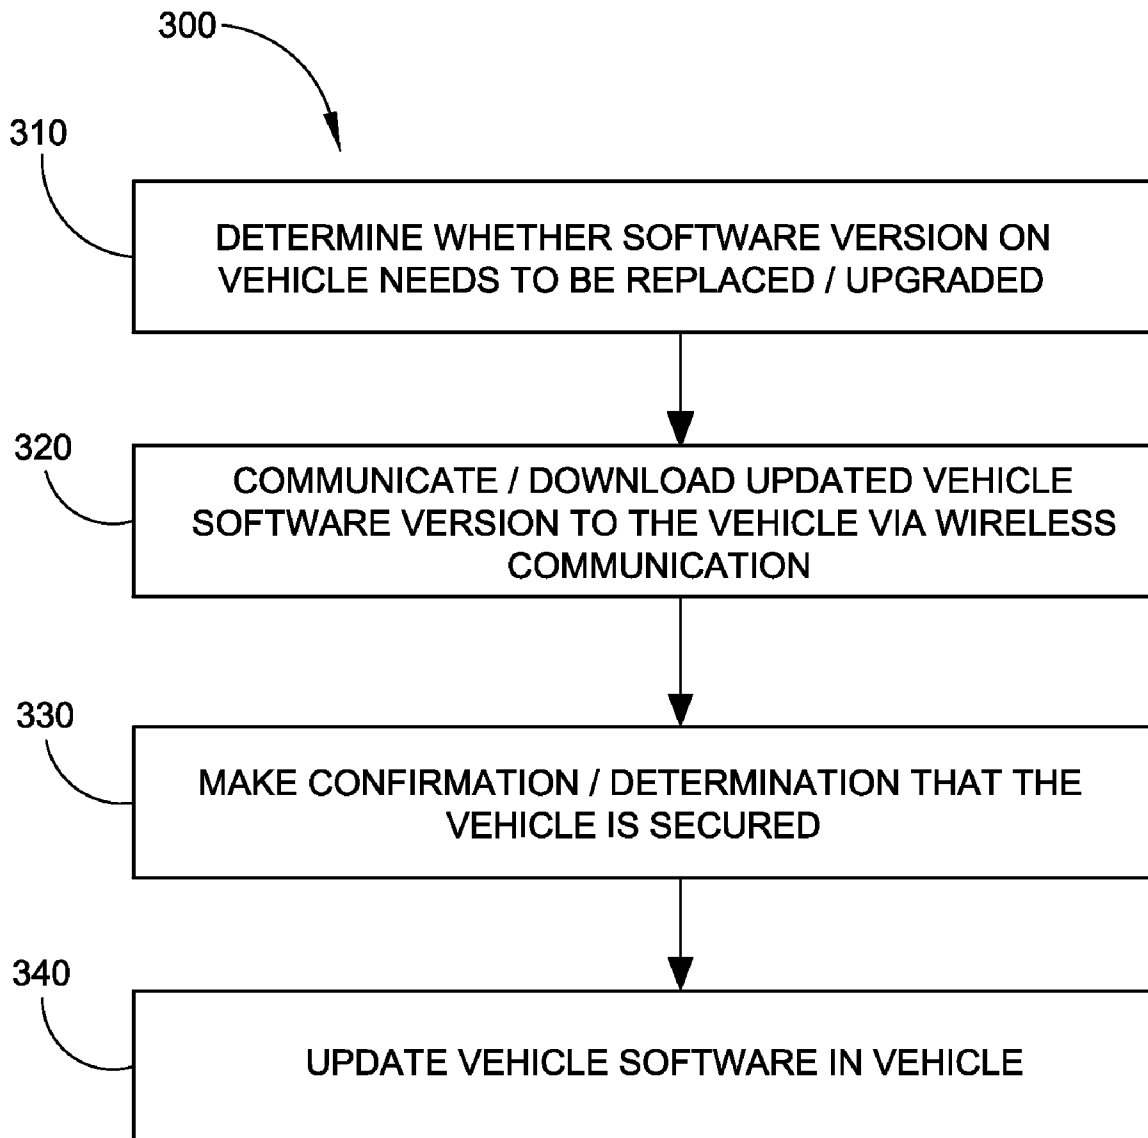 300
310
DETERMINE WHETHER SOFTWARE VERSION ON
VEHICLE NEEDS TO BE REPLACED / UPGRADED
320
COMMUNICATE / DOWNLOAD UPDATED VEHICLE
SOFTWARE VERSION TO THE VEHICLE VIA WIRELESS
COMMUNICATION
330
MAKE CONFIRMATION / DETERMINATION THAT THE
VEHICLE IS SECURED
340
UPDATE VEHICLE SOFTWARE IN VEHICLE